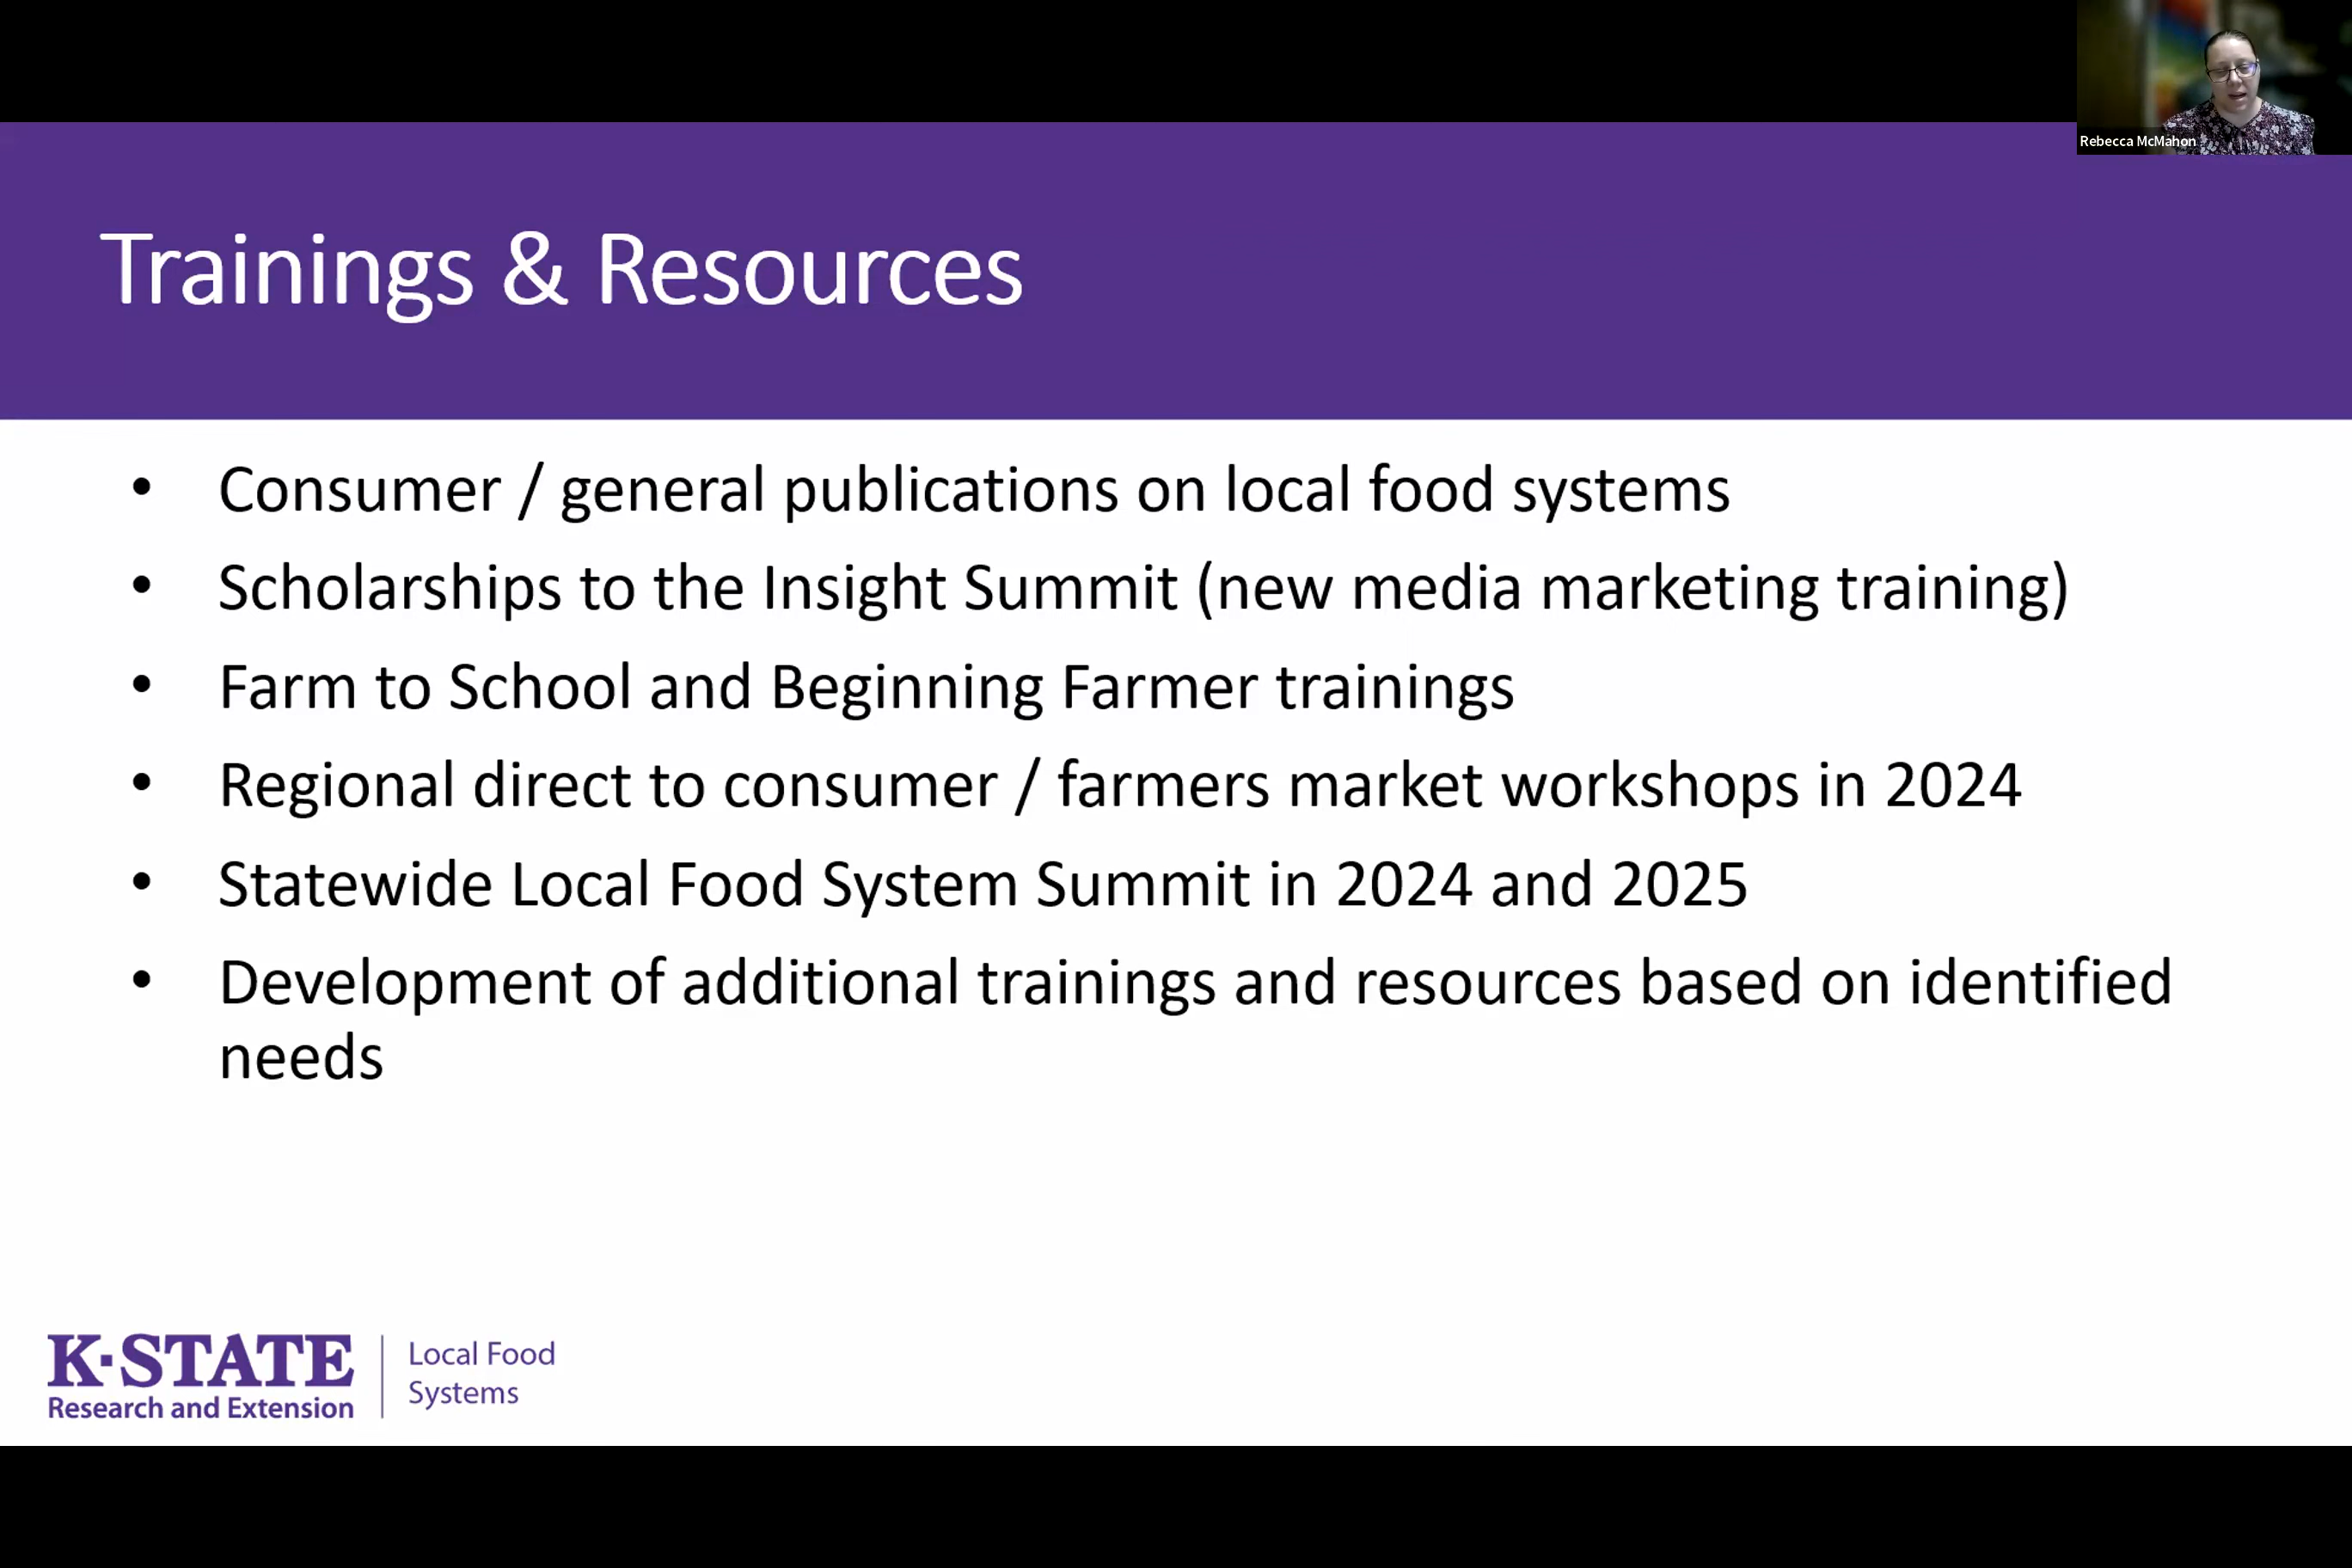 Rebecca McMahon
Trainings & Resources
• Consumer / general publications on local food systems
• Scholarships to the Insight Summit (new media marketing training)
• Farm to School and Beginning Farmer trainings
• Regional direct to consumer / farmers market workshops in 2024
• Statewide Local Food System Summit in 2024 and 2025
• Development of additional trainings and resources based on identified
needs
K·STATE
Research and Extension
Local Food
Systems